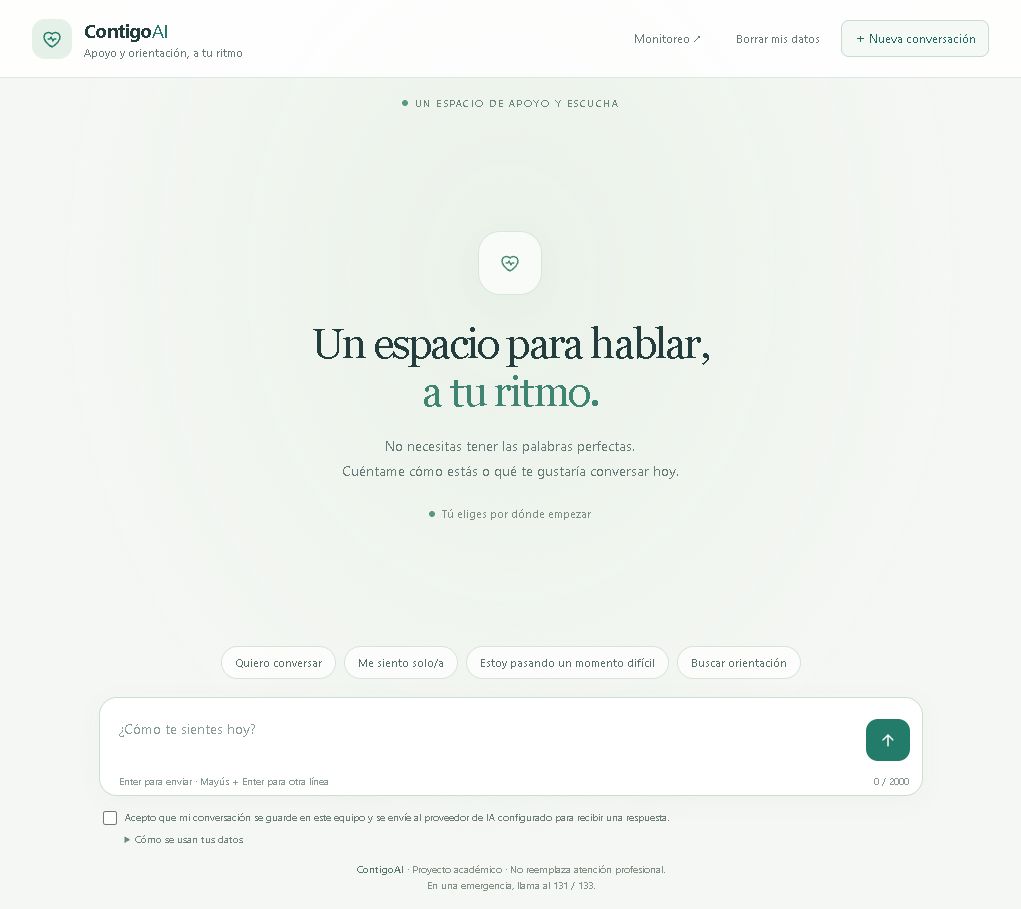 ContigoAI
Apoyo y orientación, a tu ritmo
Monitoreo ↗
Borrar mis datos
+ Nueva conversación
UN ESPACIO DE APOYO Y ESCUCHA
Un espacio para hablar,
a tu ritmo.
No necesitas tener las palabras perfectas.
Cuéntame cómo estás o qué te gustaría conversar hoy.
Tú eliges por dónde empezar
Quiero conversar
Me siento solo/a
Estoy pasando un momento difícil
Buscar orientación
¿Cómo te sientes hoy?
Enter para enviar · Mayús + Enter para otra línea
0 / 2000
Acepto que mi conversación se guarde en este equipo y se envíe al proveedor de IA configurado para recibir una respuesta.
Cómo se usan tus datos
ContigoAI · Proyecto académico · No reemplaza atención profesional.
En una emergencia, llama al 131 / 133.